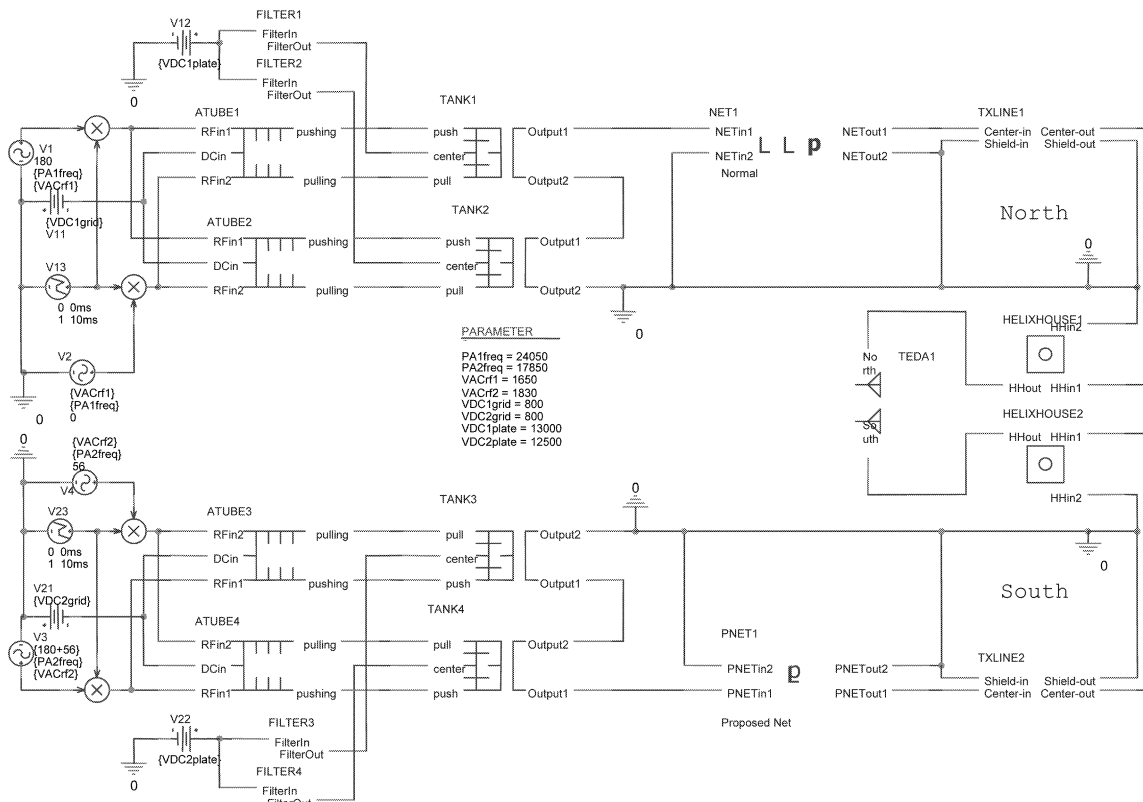 FILTER1
V12
FilterIn
FilterOut
{VDC1plate}
FILTER2
FilterIn
FilterOut
0
ATUBE1
TANK1
NET1
TXLINE1
RFin1 pushing push Output1 NETin1 L L p NETout1 Center-in Center-out
V1
180
{PA1freq}
{VACrf1}
DCin center NETin2 NETout2 Shield-in Shield-out
Normal
RFin2 pulling pull Output2
{VDC1grid}
V11
ATUBE2
TANK2
North
RFin1 pushing push Output1
0
V13
DCin center
RFin2 pulling pull Output2
0 0ms
1 10ms
0
PARAMETER
PA1freq = 24050
PA2freq = 17850
VACrf1 = 1650
VACrf2 = 1830
VDC1grid = 800
VDC2grid = 800
VDC1plate = 13000
VDC2plate = 12500
HELIXHOUSE1
HHin2
No
rth
TEDA1
HHout HHin1
V2
{VACrf1}
{PA1freq}
0
0
HELIXHOUSE2
So
uth
HHout HHin1
HHin2
0
{VACrf2}
{PA2freq}
56
V4
0
V23
ATUBE3
TANK3
RFin2 pulling pull Output2
0 0ms
1 10ms
DCin center
0
RFin1 pushing push Output1
V21
{VDC2grid}
South
ATUBE4
TANK4
V3
{180+56}
{PA2freq}
{VACrf2}
PNET1
RFin2 pulling pull Output2
TXLINE2
DCin center PNETin2 p PNETout2
Shield-in Shield-out
RFin1 pushing push Output1 PNETin1 PNETout1 Center-in Center-out
Proposed Net
V22
FILTER3
FilterIn
FilterOut
{VDC2plate}
FILTER4
0
FilterIn
FilterOut